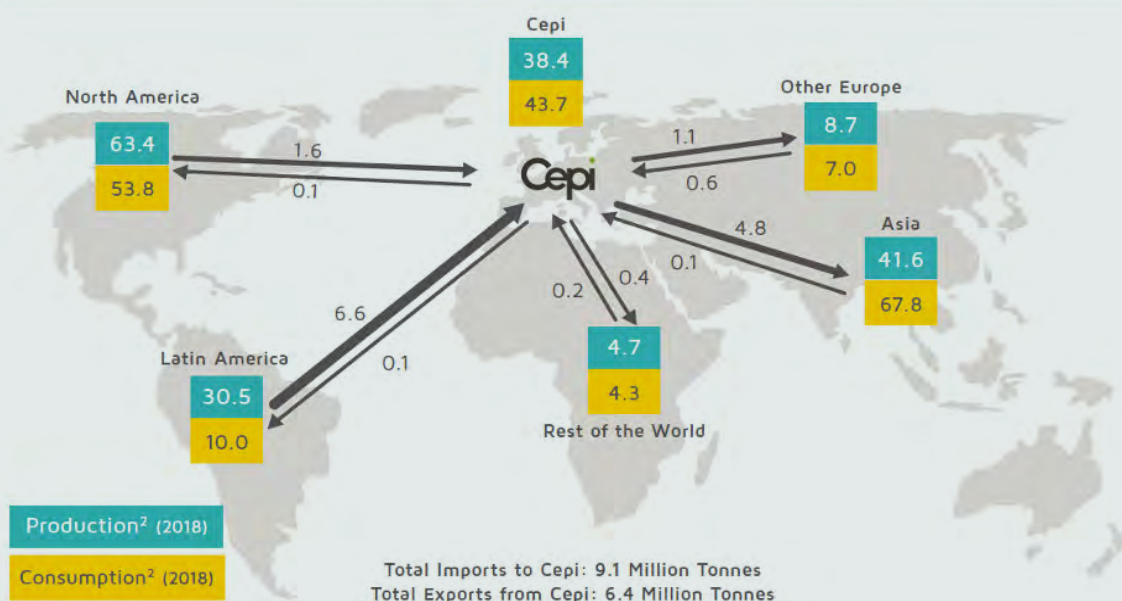 Cepi
38.4
43.7
North America
63.4
53.8
Other Europe
8.7
7.0
1.6
0.1
Cepi
1.1
0.6
Asia
41.6
67.8
4.8
0.1
0.4
0.2
6.6
0.1
Latin America
30.5
10.0
4.7
4.3
Rest of the World
Production² (2018)
Consumption² (2018)
Total Imports to Cepi: 9.1 Million Tonnes
Total Exports from Cepi: 6.4 Million Tonnes